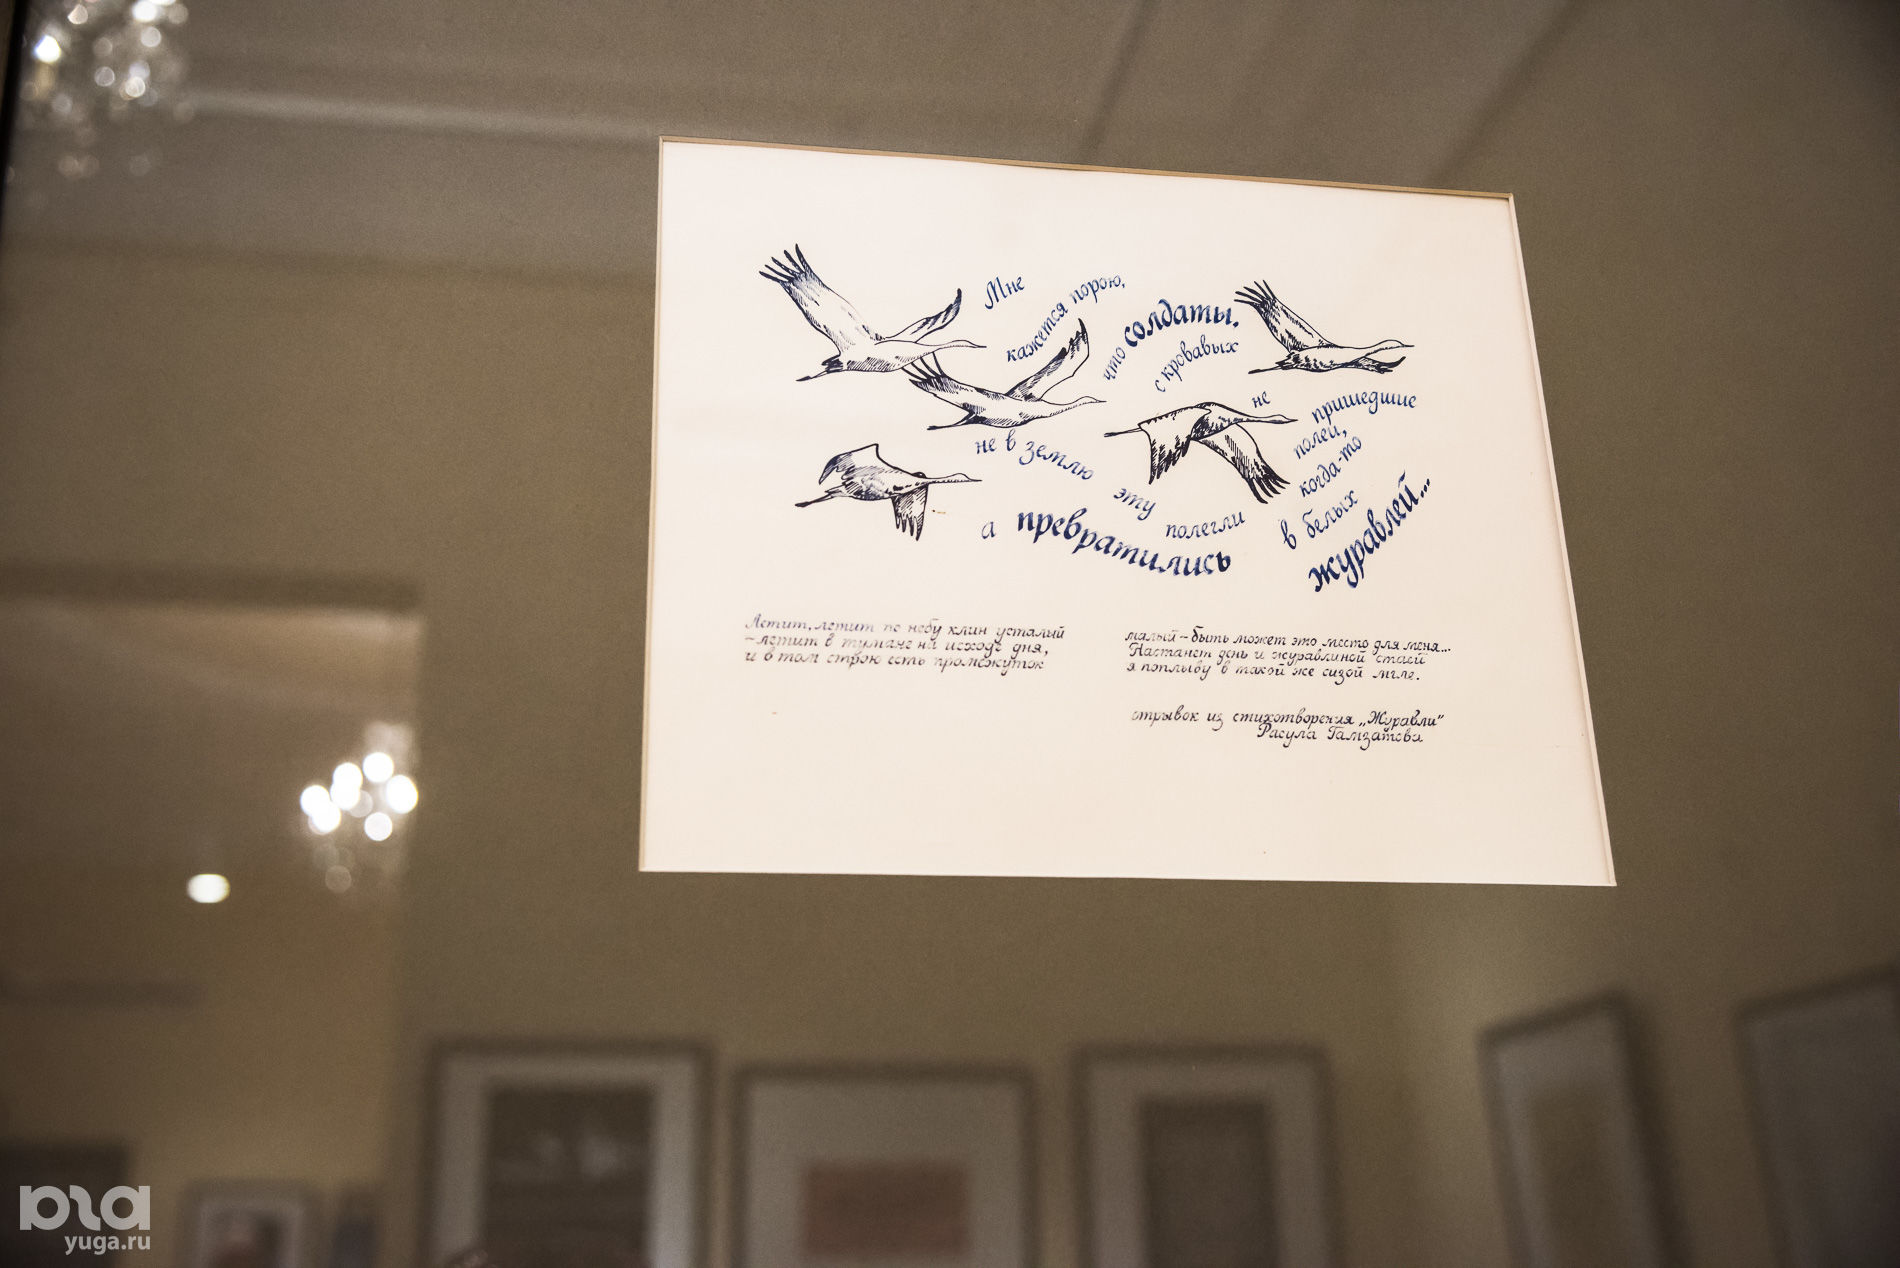 Мне
кажется порою,
что солдаты,
с кровавых
не
пришедшие
полей,
не в землю
эту
полегли
когда-то
а превратились
в белых
журавлей...
Летит, летит по небу клин усталый
– летит в тумане на исходе дня,
и в том строю есть промежуток
малый – быть может это место для меня...
Настанет день и журавлиной стаей
я поплыву в такой же сизой мгле.
отрывок из стихотворения „Журавли"
Расула Гамзатова
yuga.ru